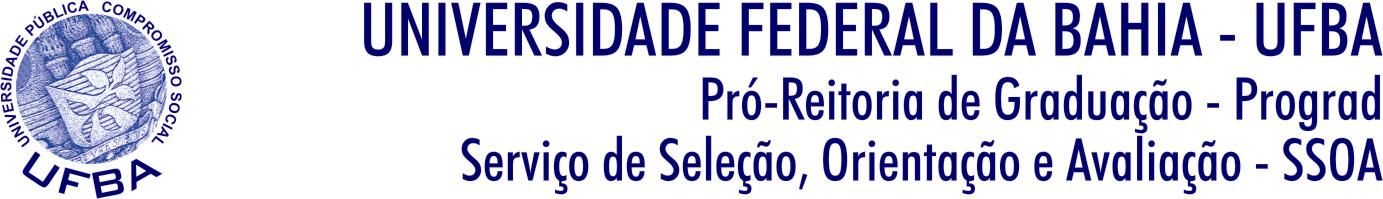 UNIVERSIDADE PÚBLICA COMPROMISSO SOCIAL
UFBA
UNIVERSIDADE FEDERAL DA BAHIA - UFBA
Pró-Reitoria de Graduação - Prograd
Serviço de Seleção, Orientação e Avaliação - SSOA